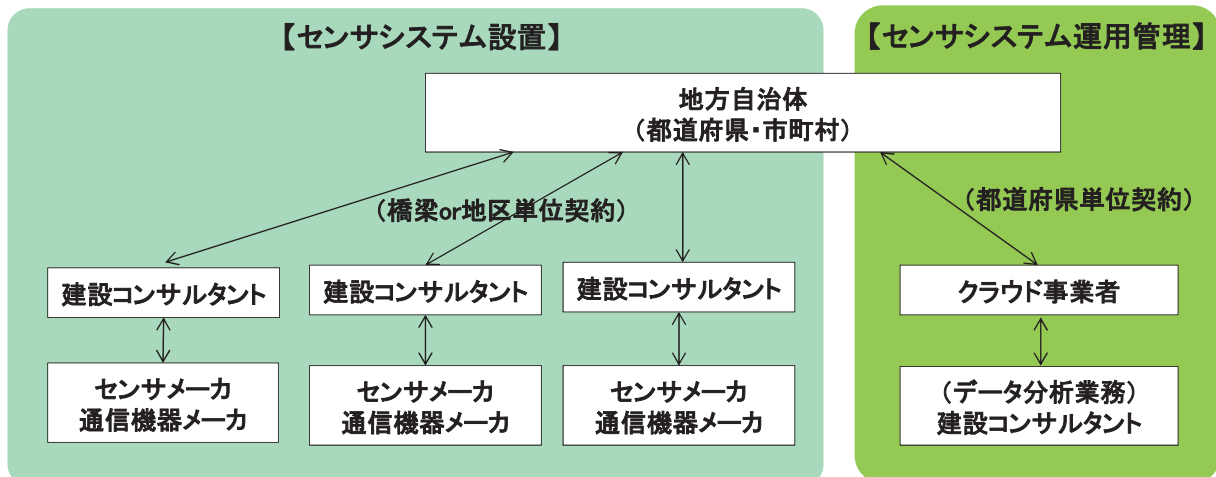 【センサシステム設置】
【センサシステム運用管理】
地方自治体
（都道府県・市町村）
（橋梁or地区単位契約）
（都道府県単位契約）
建設コンサルタント
建設コンサルタント
建設コンサルタント
クラウド事業者
センサメーカ
通信機器メーカ
センサメーカ
通信機器メーカ
センサメーカ
通信機器メーカ
（データ分析業務）
建設コンサルタント